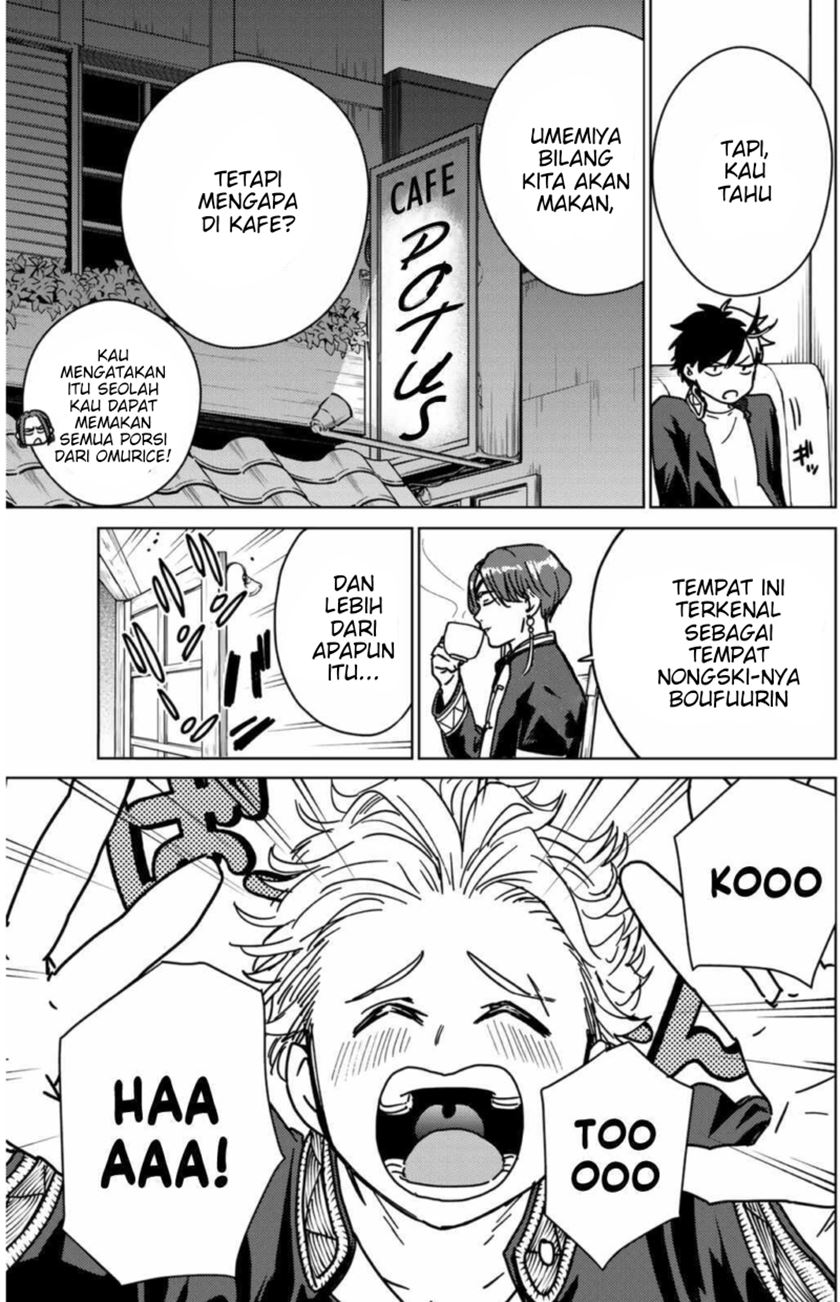 TAPI,
KAU
TAHU
UMEMIYA
BILANG
KITA AKAN
MAKAN,
TETAPI
MENGAPA
DI KAFE?
CAFE
POTUS
KAU
MENGATAKAN
ITU SEOLAH
KAU DAPAT
MEMAKAN
SEMUA PORSI
DARI OMURICE!
TEMPAT INI
TERKENAL
SEBAGAI
TEMPAT
NONGSKI-NYA
BOUFUURIN
DAN
LEBIH
DARI
APAPUN
ITU...
KOOO
TOO
OOO
HAA
AAA!